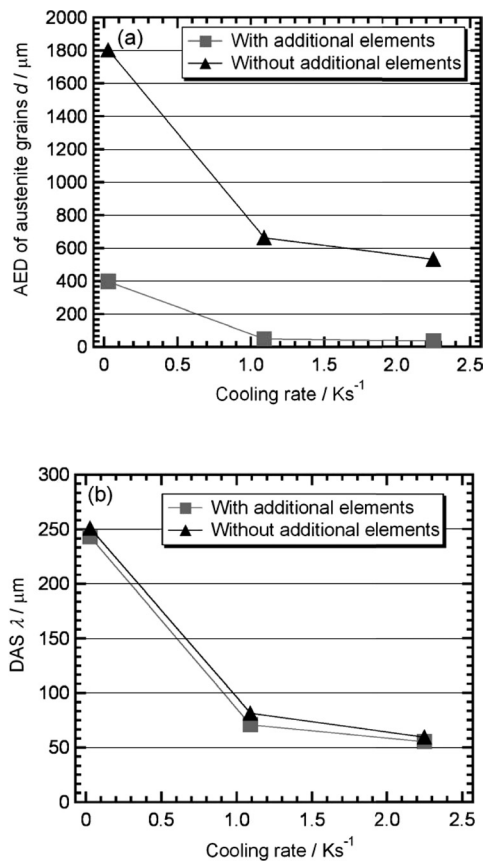 (a)
With additional elements
Without additional elements
AED of austenite grains d / μm
1800
1600
1400
1200
1000
800
600
400
200
0
0 0.5 1.0 1.5 2.0 2.5
Cooling rate / Ks⁻¹
(b)
With additional elements
Without additional elements
DAS λ / μm
300
250
200
150
100
50
0
0 0.5 1.0 1.5 2.0 2.5
Cooling rate / Ks⁻¹